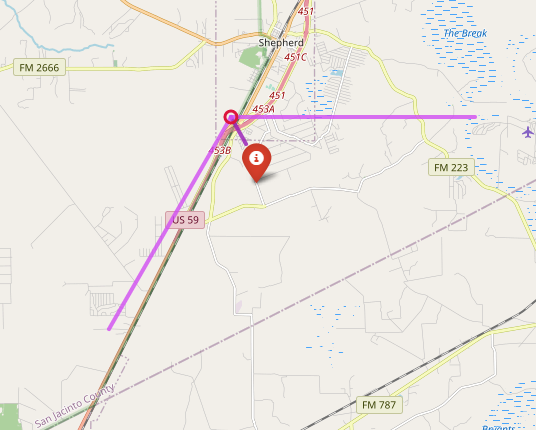 451
The Break
Shepherd
451C
FM 2666
451
453A
53B
i
FM 223
US 59
San Jacinto County
FM 787